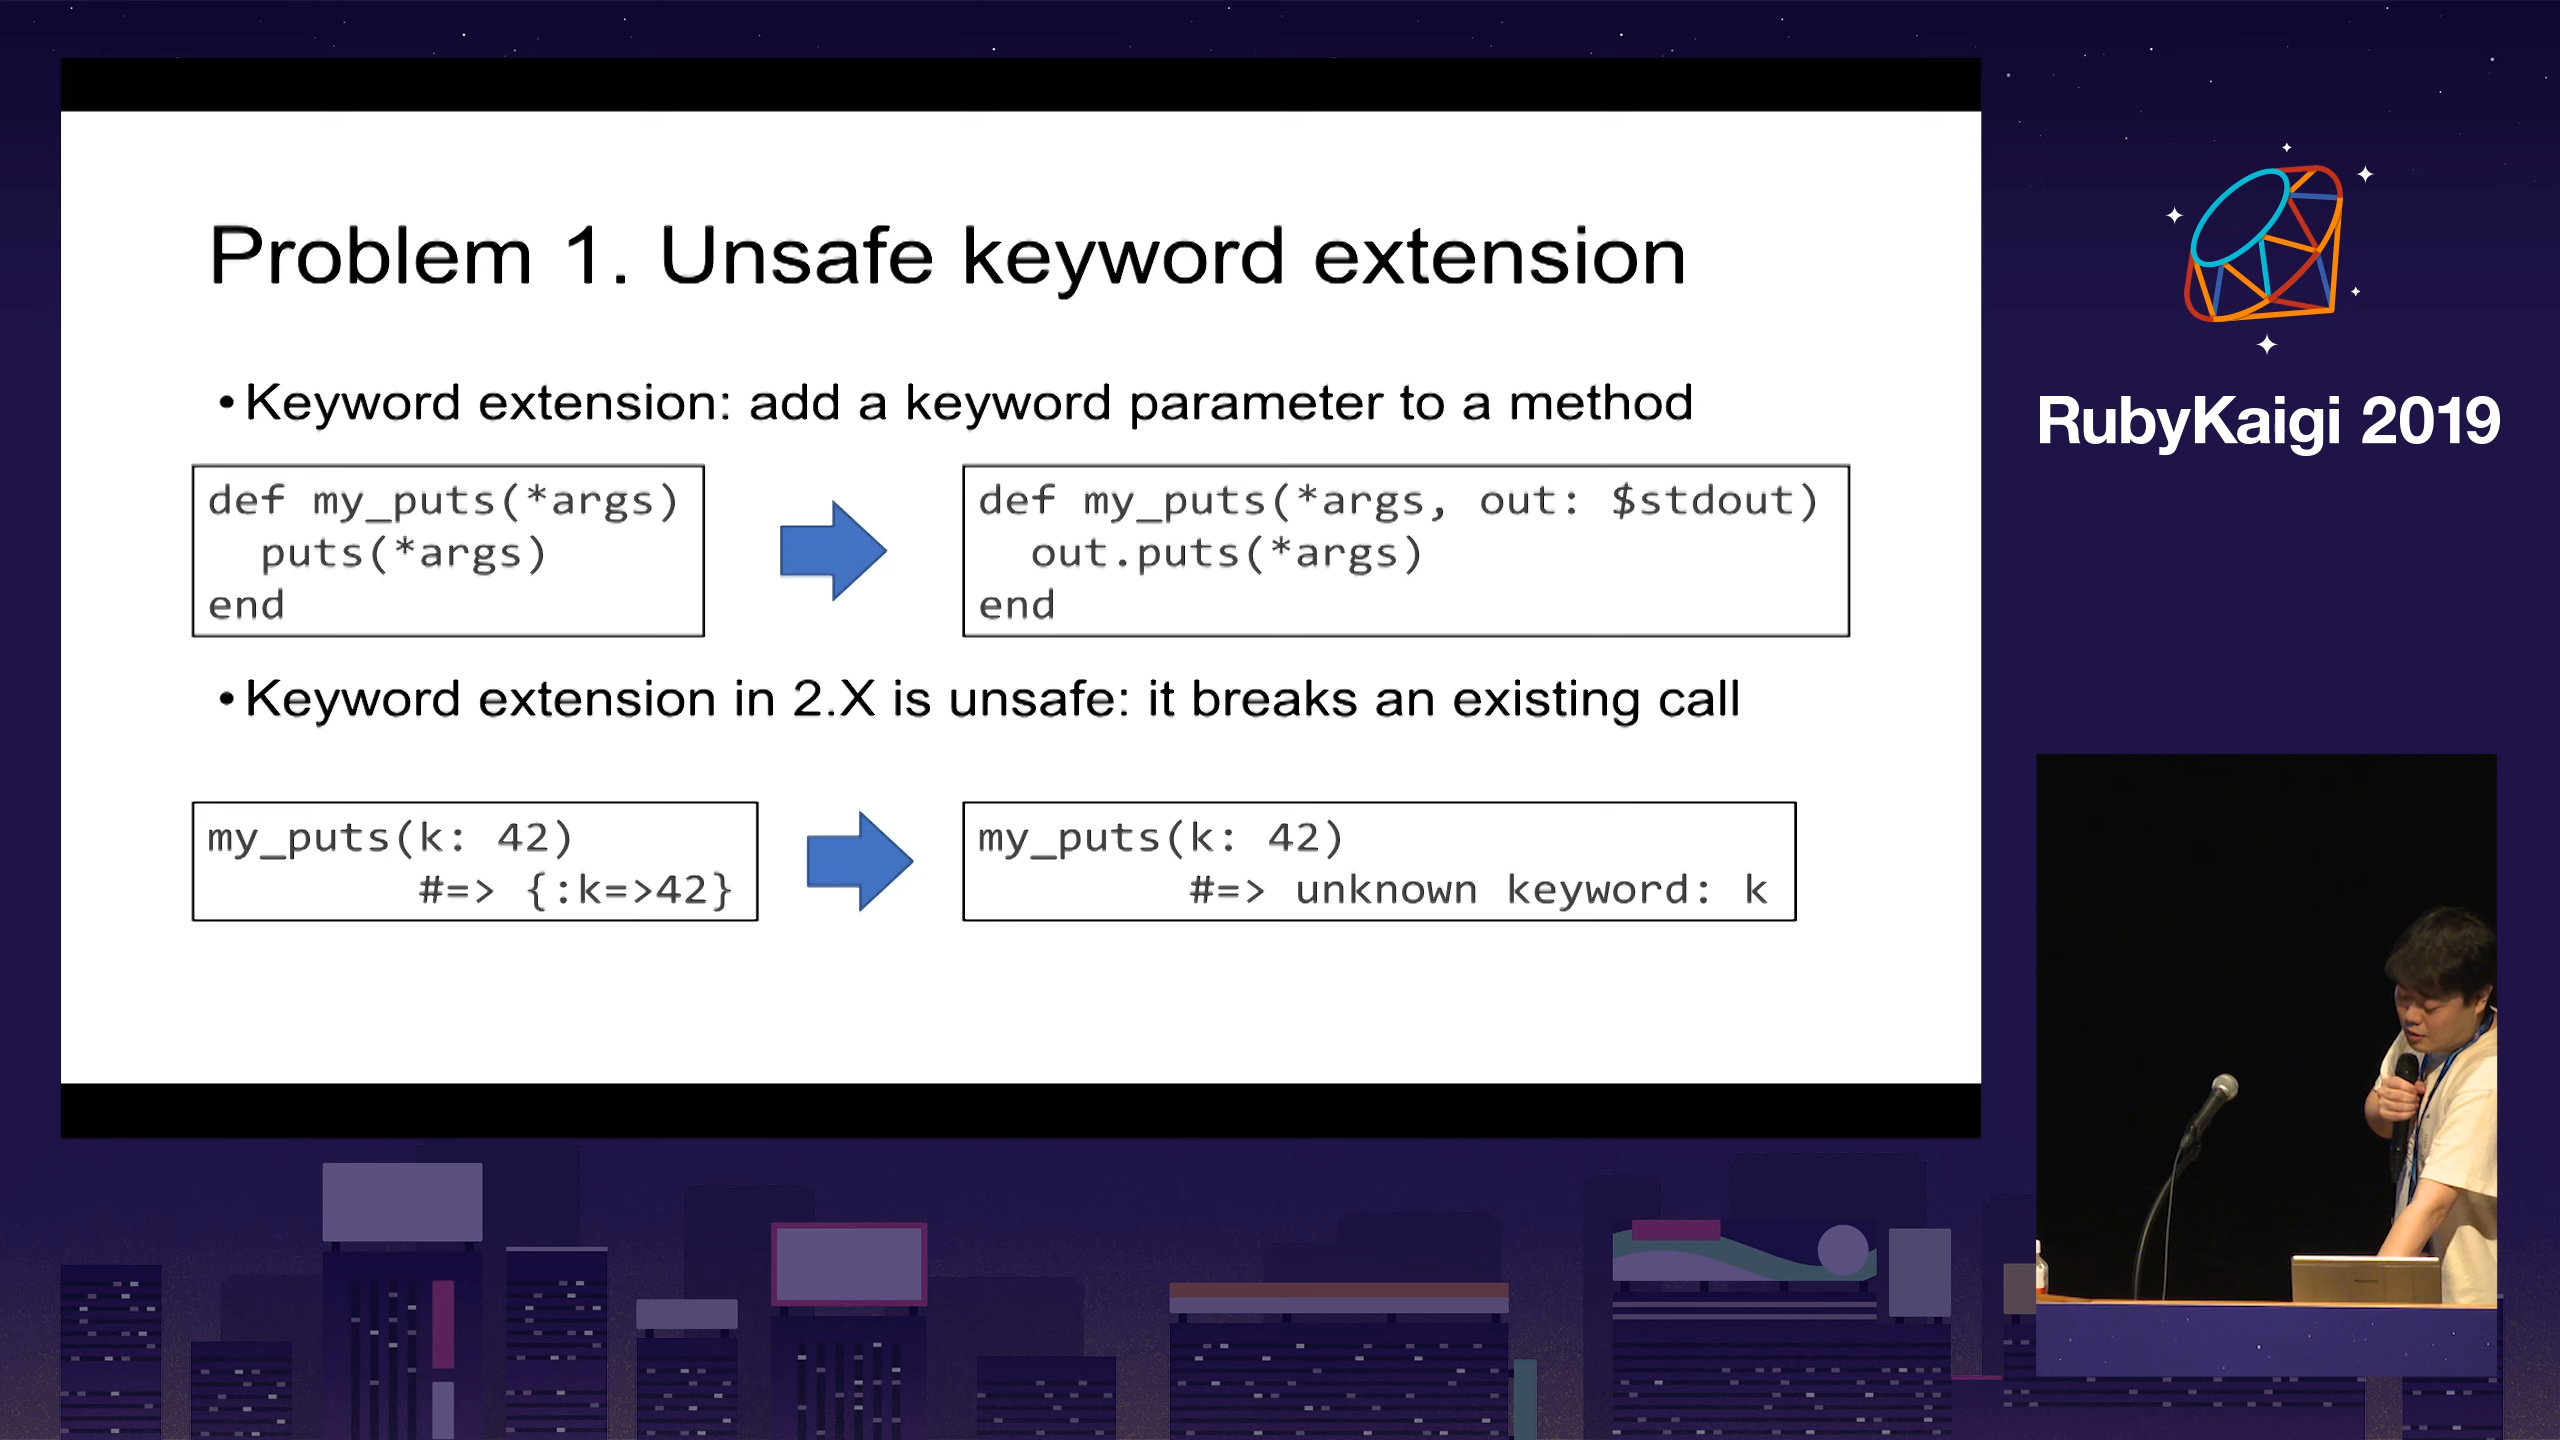 Problem 1. Unsafe keyword extension
•Keyword extension: add a keyword parameter to a method
def my_puts(*args)
  puts(*args)
end
def my_puts(*args, out: $stdout)
  out.puts(*args)
end
•Keyword extension in 2.X is unsafe: it breaks an existing call
my_puts(k: 42)
        #=> {:k=>42}
my_puts(k: 42)
        #=> unknown keyword: k
RubyKaigi 2019